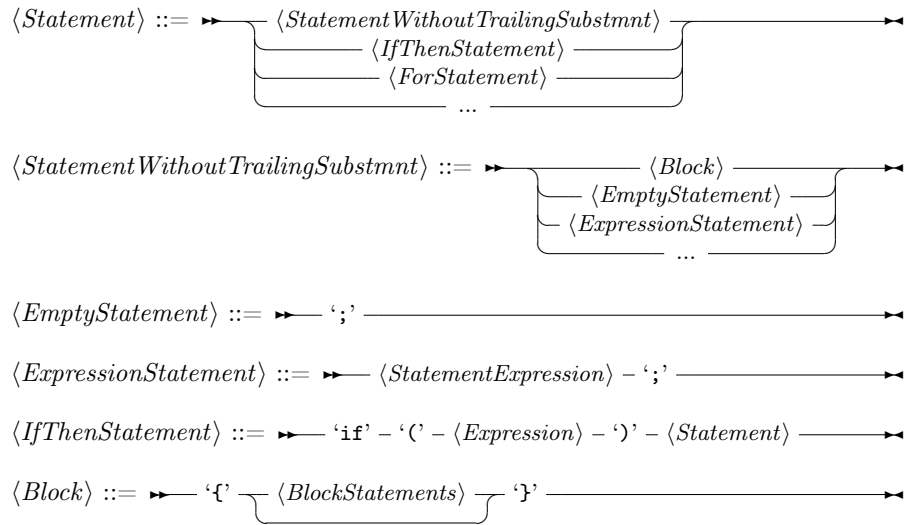 ⟨Statement⟩ ::= ⟨StatementWithoutTrailingSubstmnt⟩
⟨IfThenStatement⟩
⟨ForStatement⟩
...
⟨StatementWithoutTrailingSubstmnt⟩ ::= ⟨Block⟩
⟨EmptyStatement⟩
⟨ExpressionStatement⟩
...
⟨EmptyStatement⟩ ::= ‘;’
⟨ExpressionStatement⟩ ::= ⟨StatementExpression⟩ – ‘;’
⟨IfThenStatement⟩ ::= ‘if’ – ‘(’ – ⟨Expression⟩ – ‘)’ – ⟨Statement⟩
⟨Block⟩ ::= ‘{’ ⟨BlockStatements⟩ ‘}’